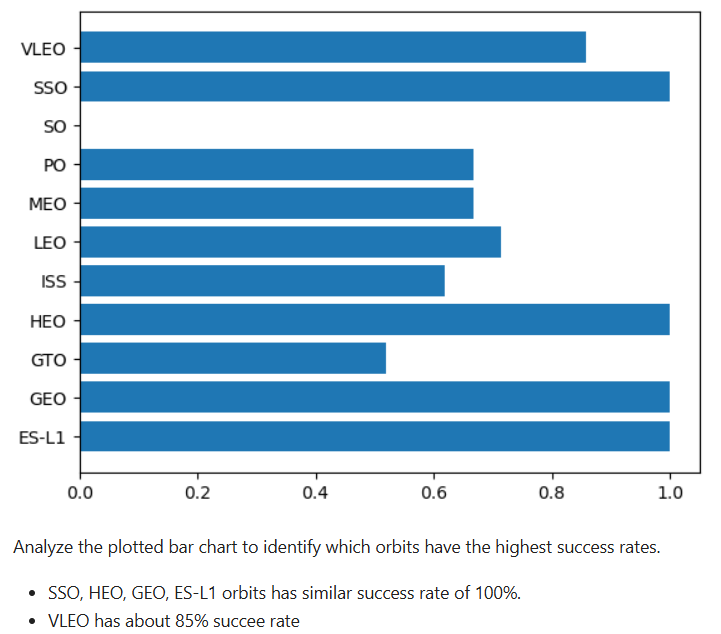 VLEO
SSO
SO
PO
MEO
LEO
ISS
HEO
GTO
GEO
ES-L1
0.0 0.2 0.4 0.6 0.8 1.0
Analyze the plotted bar chart to identify which orbits have the highest success rates.
• SSO, HEO, GEO, ES-L1 orbits has similar success rate of 100%.
• VLEO has about 85% succee rate